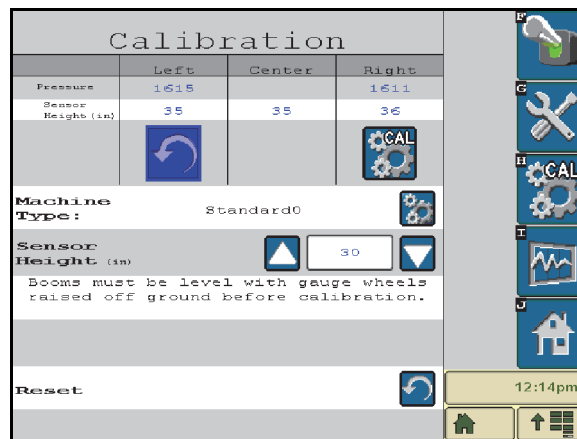 Calibration
Left Center Right
Pressure 1615 1611
Sensor Height (in) 35 35 36
CAL
Machine Type: Standard0
Sensor Height (in) 30
Booms must be level with gauge wheels
raised off ground before calibration.
Reset
F
G
H CAL
I
J
12:14pm